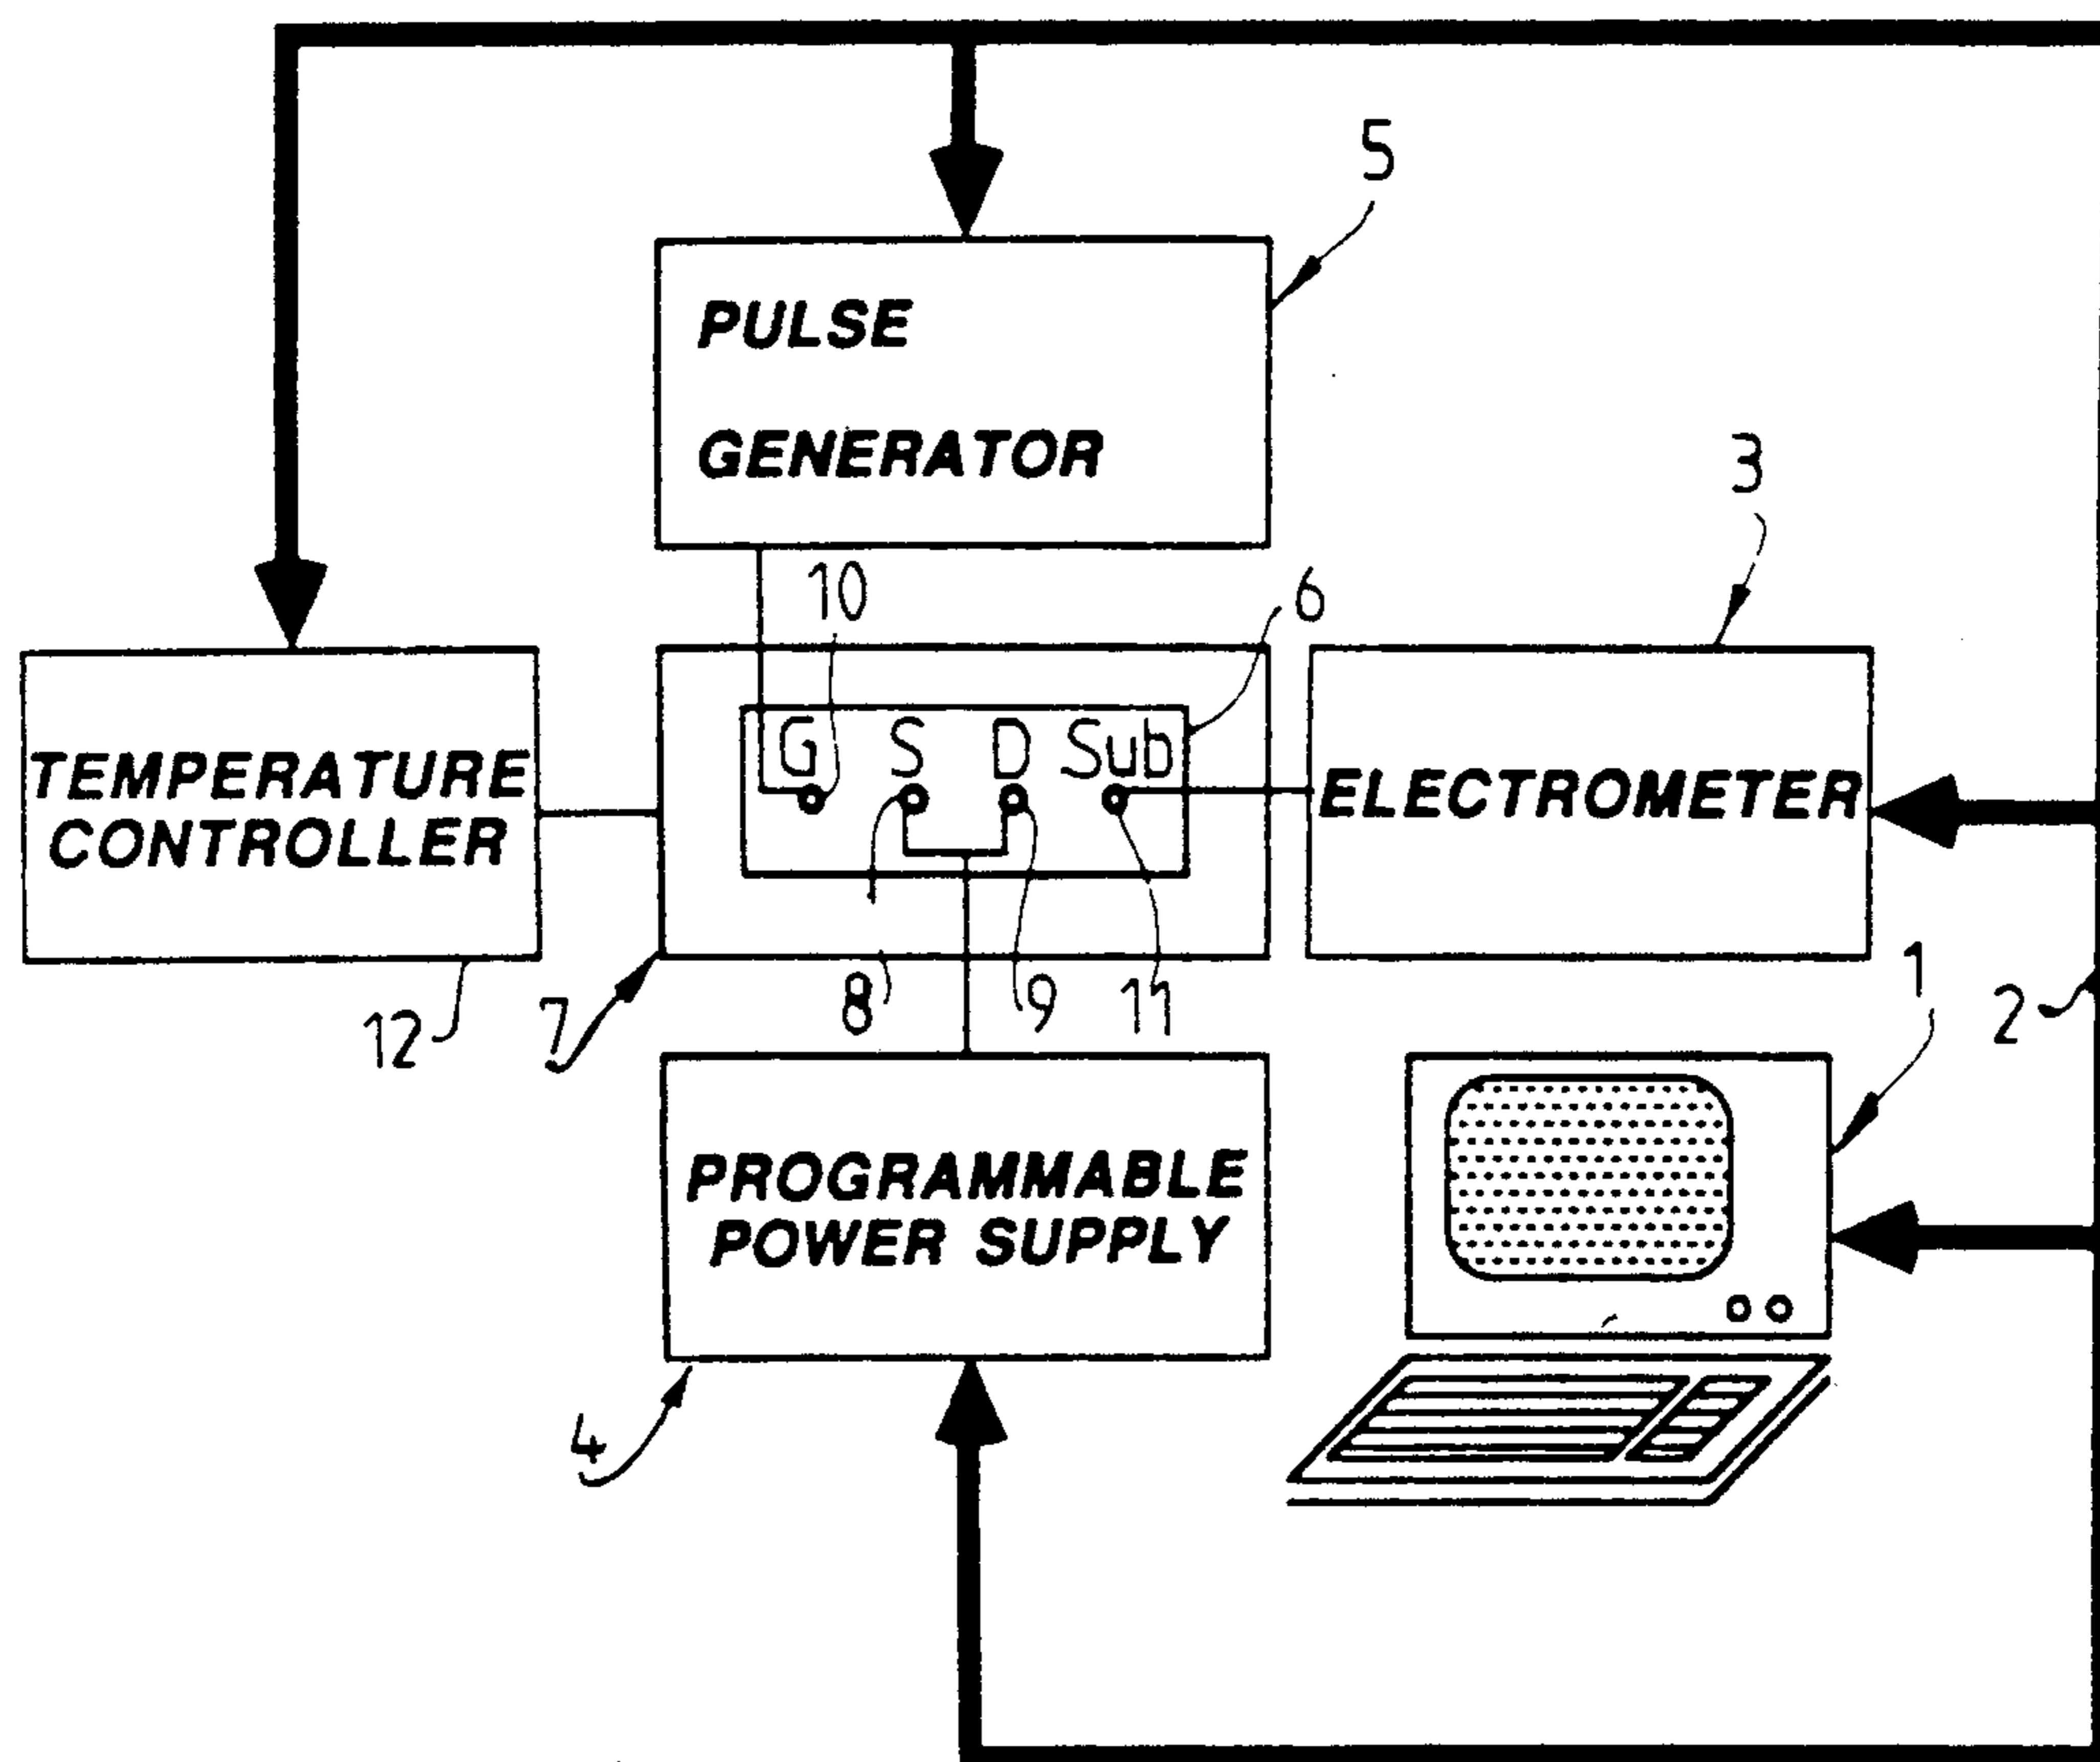 5
PULSE
GENERATOR
3
10
6
G S D Sub
TEMPERATURE
CONTROLLER
ELECTROMETER
12
7
8
9
11
1
2
PROGRAMMABLE
POWER SUPPLY
4